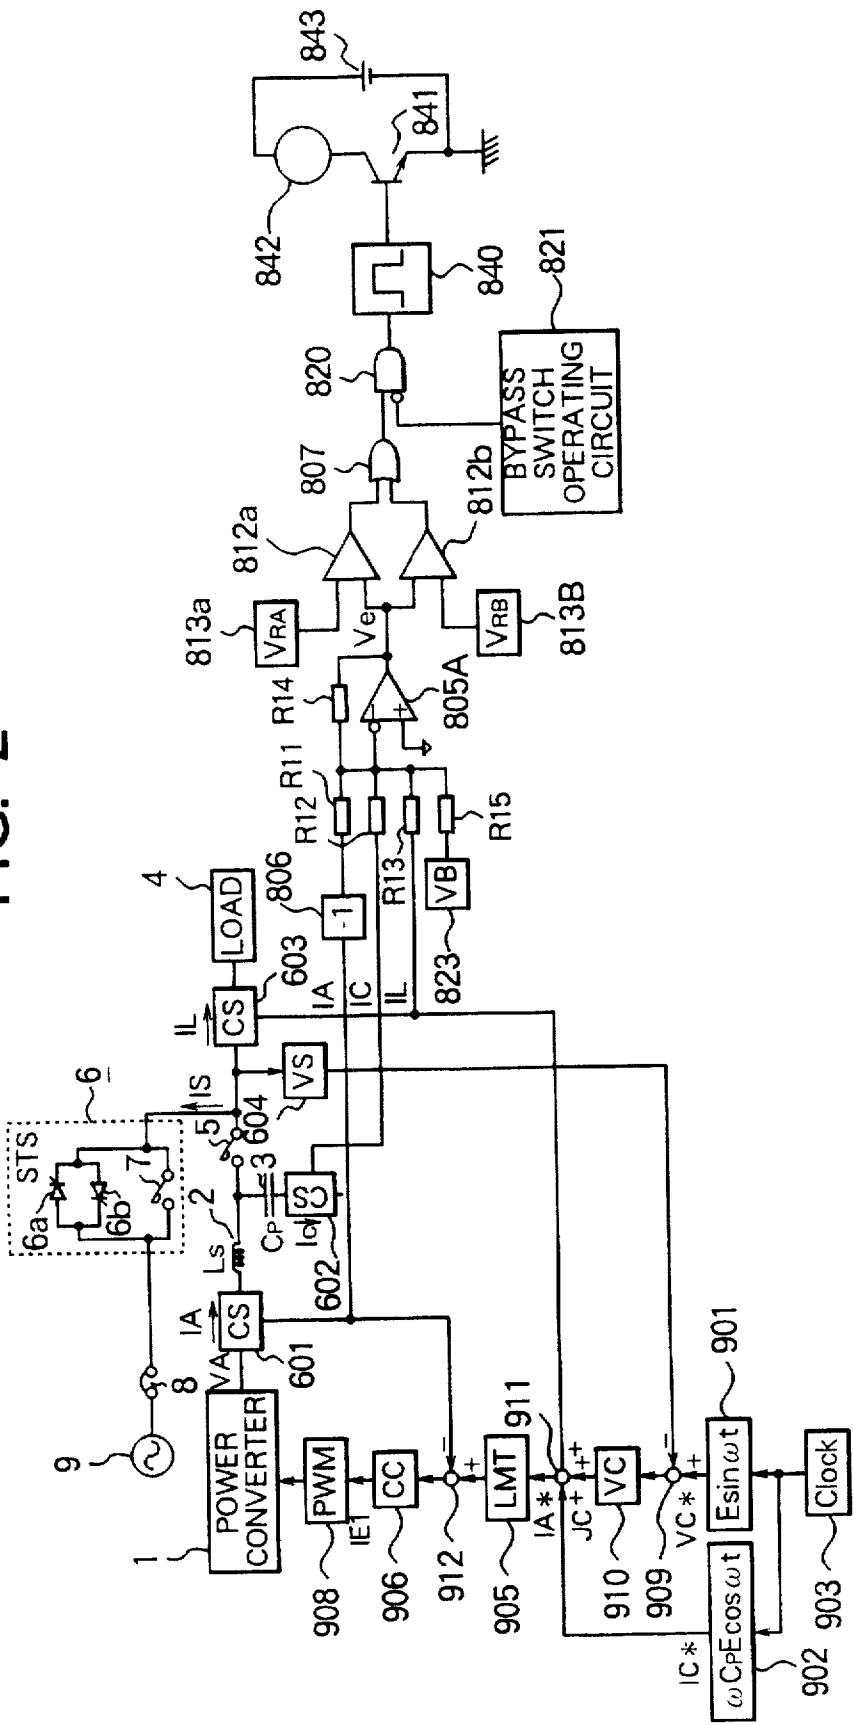 FIG. 2
9
8
STS
6a
6b
7
6
IS
1
POWER
CONVERTER
VA
IA
CS
601
Ls
2
5
CP
3
Ic
CS
602
604
VS
IL
CS
603
LOAD
4
IA
IC
IL
806
-1
R11
R12
R13
R14
R15
VB
823
805A
Ve
813a
VRA
VRB
813B
812a
812b
807
820
BYPASS
SWITCH
OPERATING
CIRCUIT
821
840
841
842
843
908
PWM
IE1
906
CC
912
-
+
905
LMT
IA*
911
JC
+
+
+
910
VC
909
VC*
-
+
Esinωt
901
IC*
ωCPEcosωt
902
Clock
903